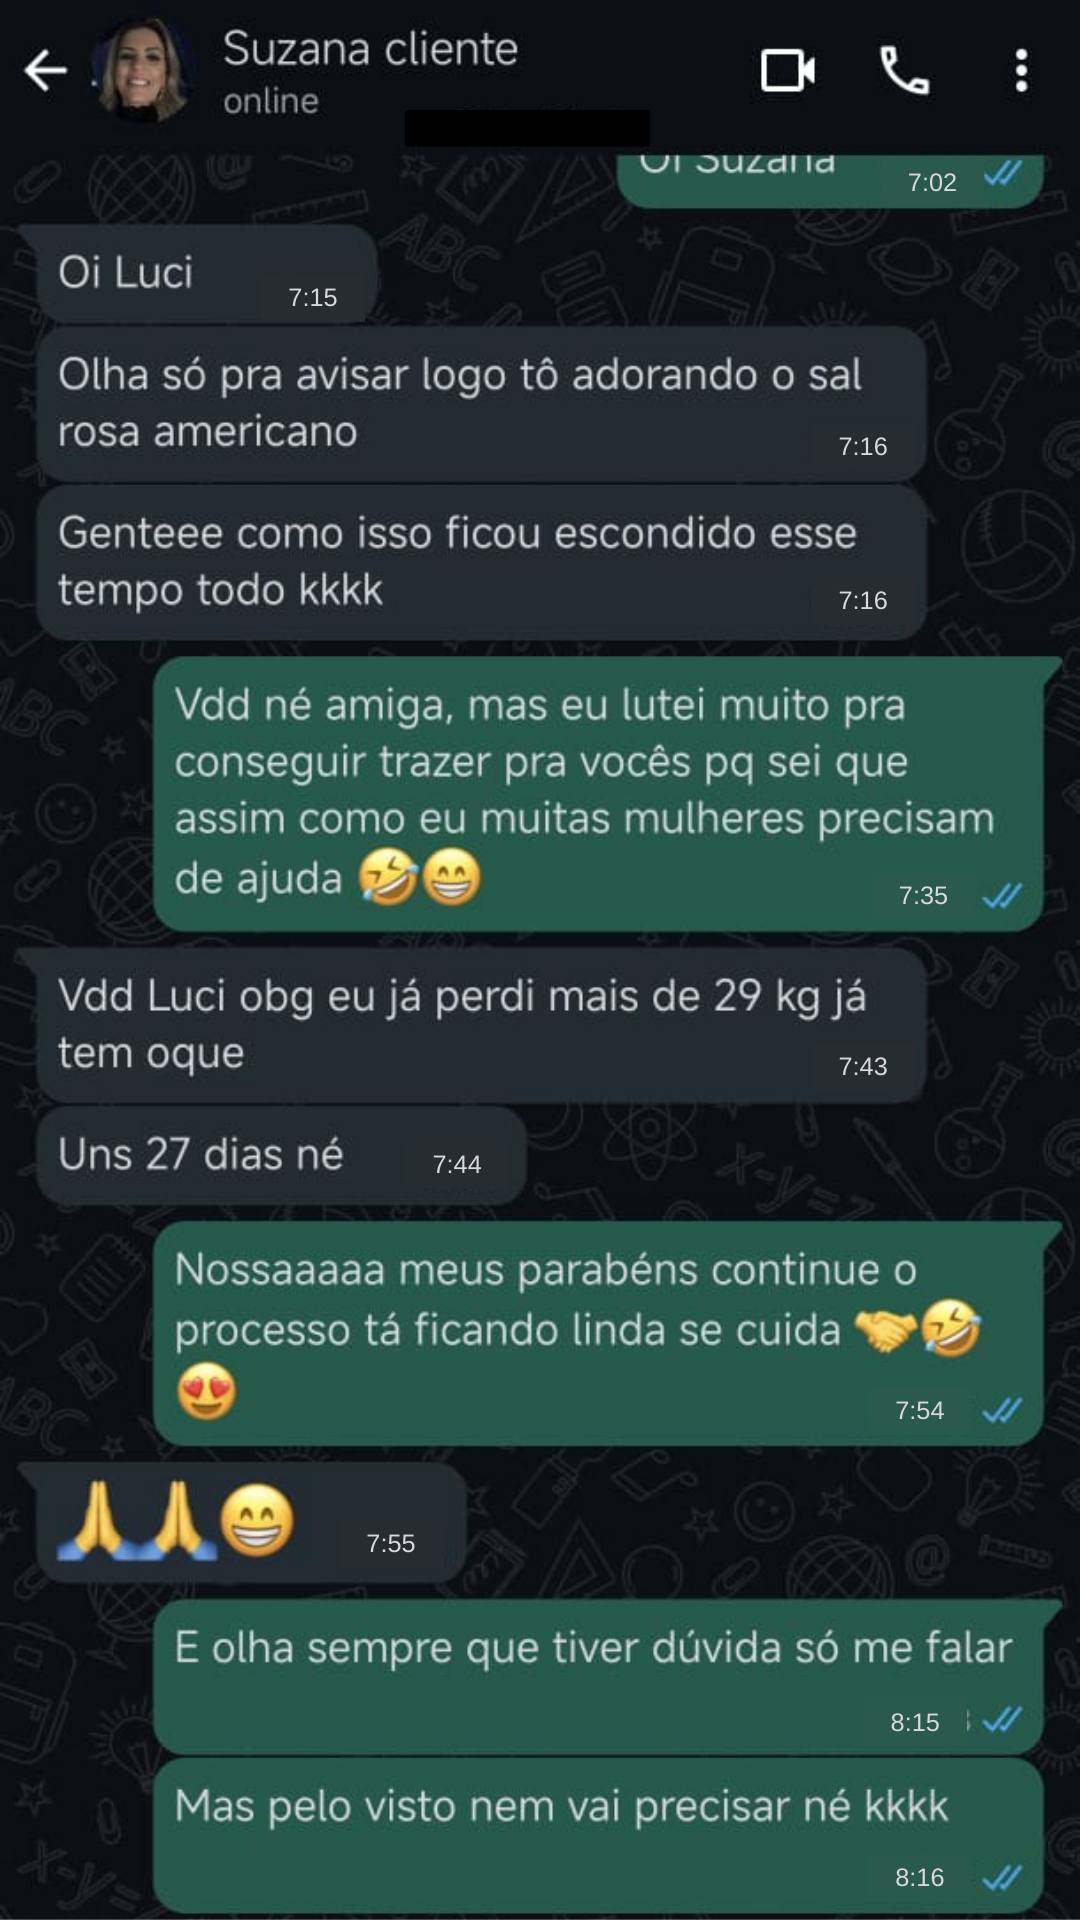 Suzana cliente
online
Oi Suzana
7:02
Oi Luci
7:15
Olha só pra avisar logo tô adorando o sal
rosa americano
7:16
Genteee como isso ficou escondido esse
tempo todo kkkk
7:16
Vdd né amiga, mas eu lutei muito pra
conseguir trazer pra vocês pq sei que
assim como eu muitas mulheres precisam
de ajuda 🤣😁
7:35
Vdd Luci obg eu já perdi mais de 29 kg já
tem oque
7:43
Uns 27 dias né
7:44
Nossaaaaa meus parabéns continue o
processo tá ficando linda se cuida 🤝🤣
😍
7:54
🙏🙏😁
7:55
E olha sempre que tiver dúvida só me falar
8:15
Mas pelo visto nem vai precisar né kkkk
8:16